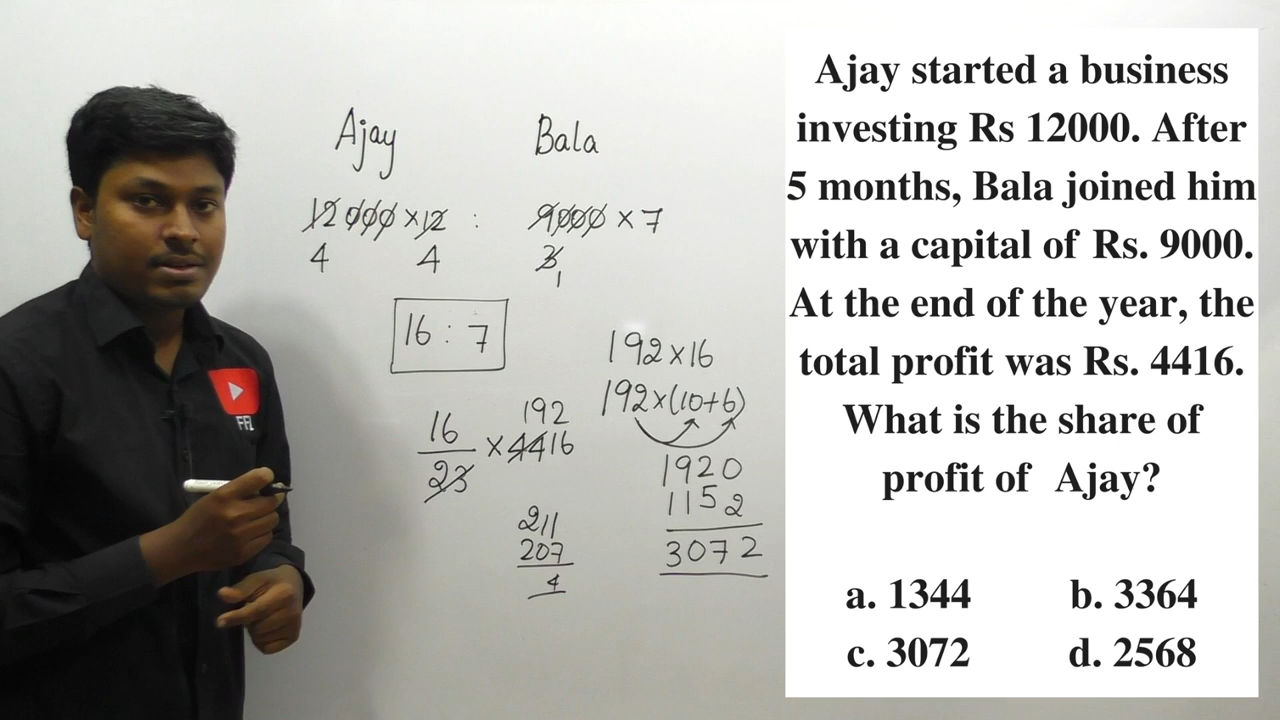 Ajay Bala
12000 × 12 : 9000 × 7
4 4 3 1
16 : 7
192 × 16
192 × (10+6)
192
16
23 × 4416
1920
1152
3072
211
207
4
FFL
Ajay started a business
investing Rs 12000. After
5 months, Bala joined him
with a capital of Rs. 9000.
At the end of the year, the
total profit was Rs. 4416.
What is the share of
profit of Ajay?
a. 1344 b. 3364
c. 3072 d. 2568